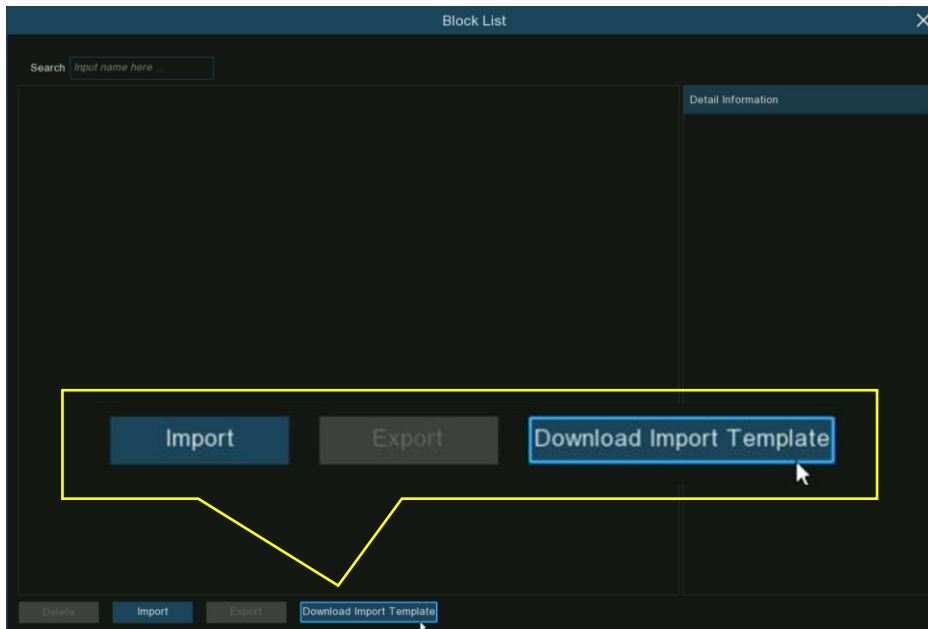 Block List
Search Input name here ...
Detail Information
Import Export Download Import Template
Delete Import Export Download Import Template